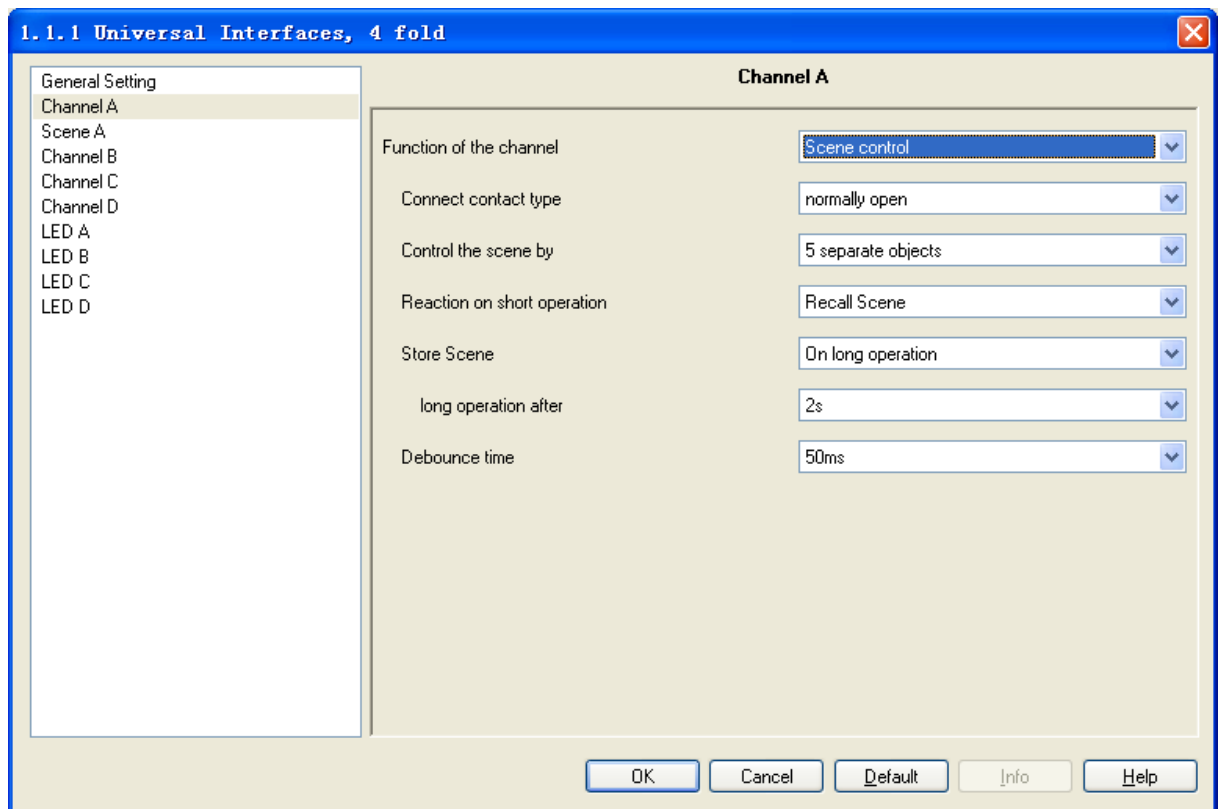 1.1.1 Universal Interfaces, 4 fold
General Setting
Channel A
Scene A
Channel B
Channel C
Channel D
LED A
LED B
LED C
LED D
Channel A
Function of the channel Scene control
Connect contact type normally open
Control the scene by 5 separate objects
Reaction on short operation Recall Scene
Store Scene On long operation
long operation after 2s
Debounce time 50ms
OK Cancel Default Info Help